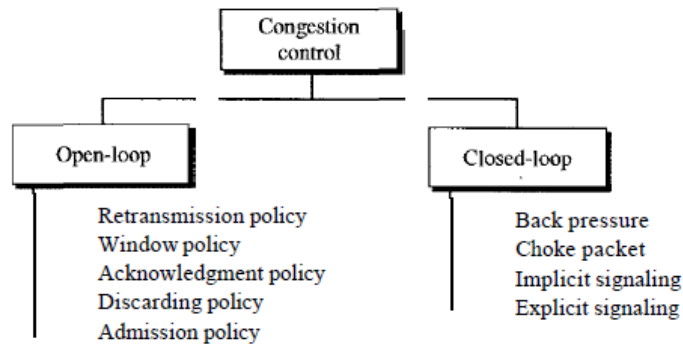 Congestion
control
Open-loop
Closed-loop
Retransmission policy
Window policy
Acknowledgment policy
Discarding policy
Admission policy
Back pressure
Choke packet
Implicit signaling
Explicit signaling